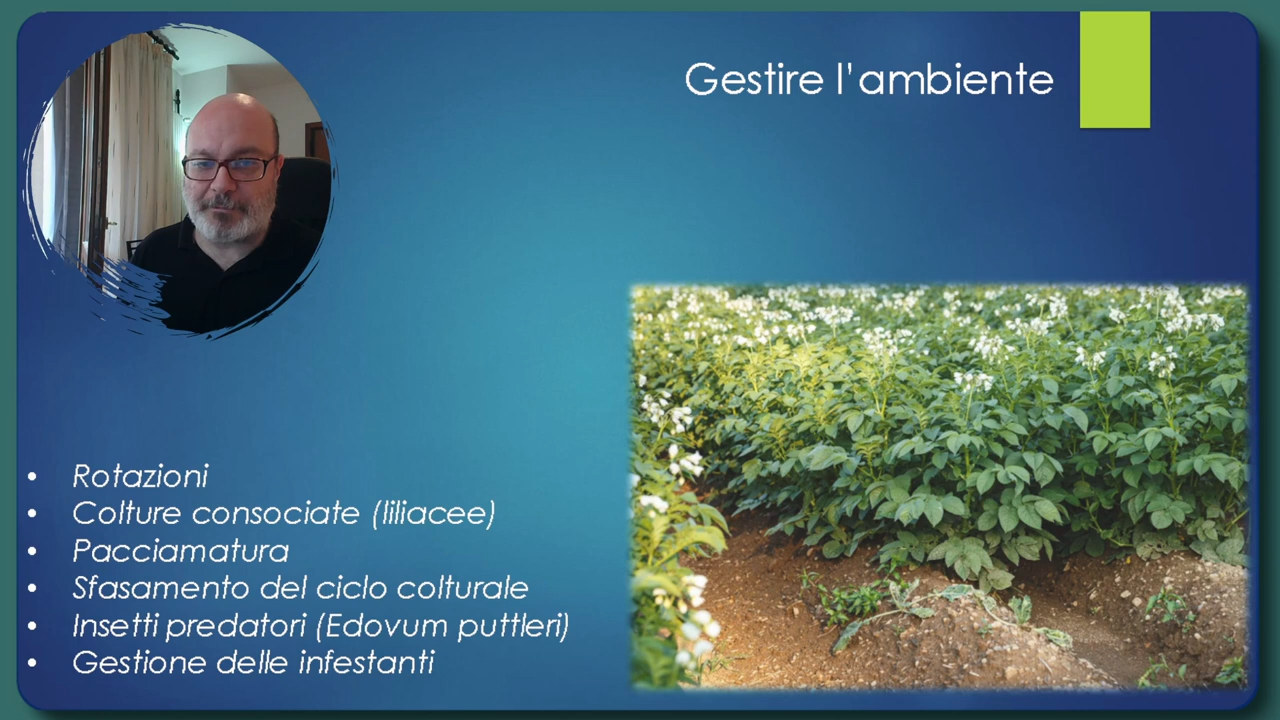 Gestire l'ambiente
• Rotazioni
• Colture consociate (liliacee)
• Pacciamatura
• Sfasamento del ciclo colturale
• Insetti predatori (Edovum puttleri)
• Gestione delle infestanti